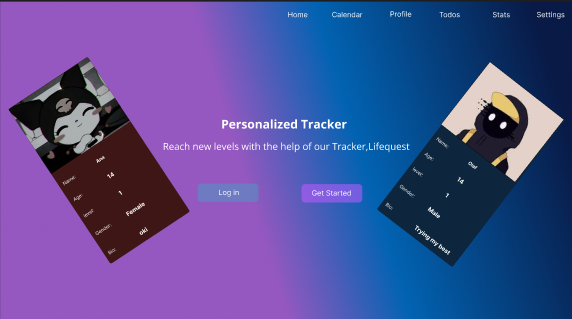 Home Calendar Profile Todos Stats Settings
Personalized Tracker
Reach new levels with the help of our Tracker,Lifequest
Log in
Get Started
Name:
Ane
Age:
14
level:
1
Gender:
Female
Bio:
oki
Name:
Olaf
Age:
14
level:
1
Gender:
Male
Bio:
Trying my best